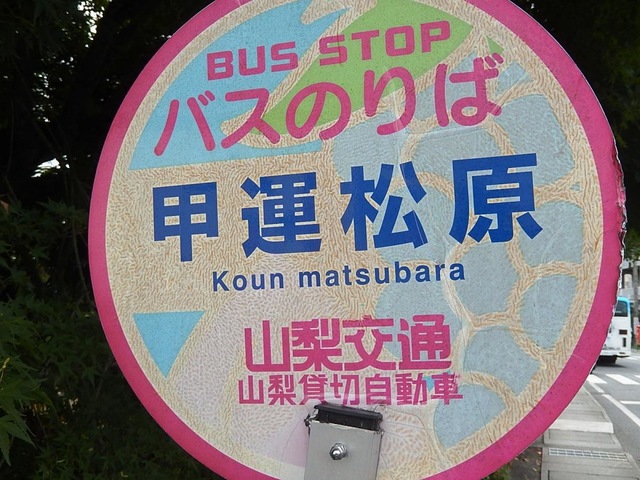 BUS STOP
バスのりば
甲運松原
Koun matsubara
山梨交通
山梨貸切自動車